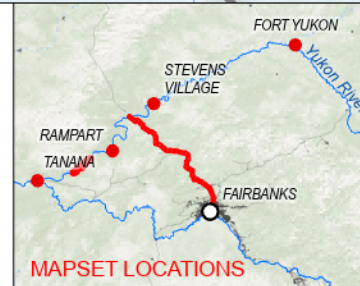 FORT YUKON
Yukon River
STEVENS
VILLAGE
RAMPART
TANANA
FAIRBANKS
MAPSET LOCATIONS